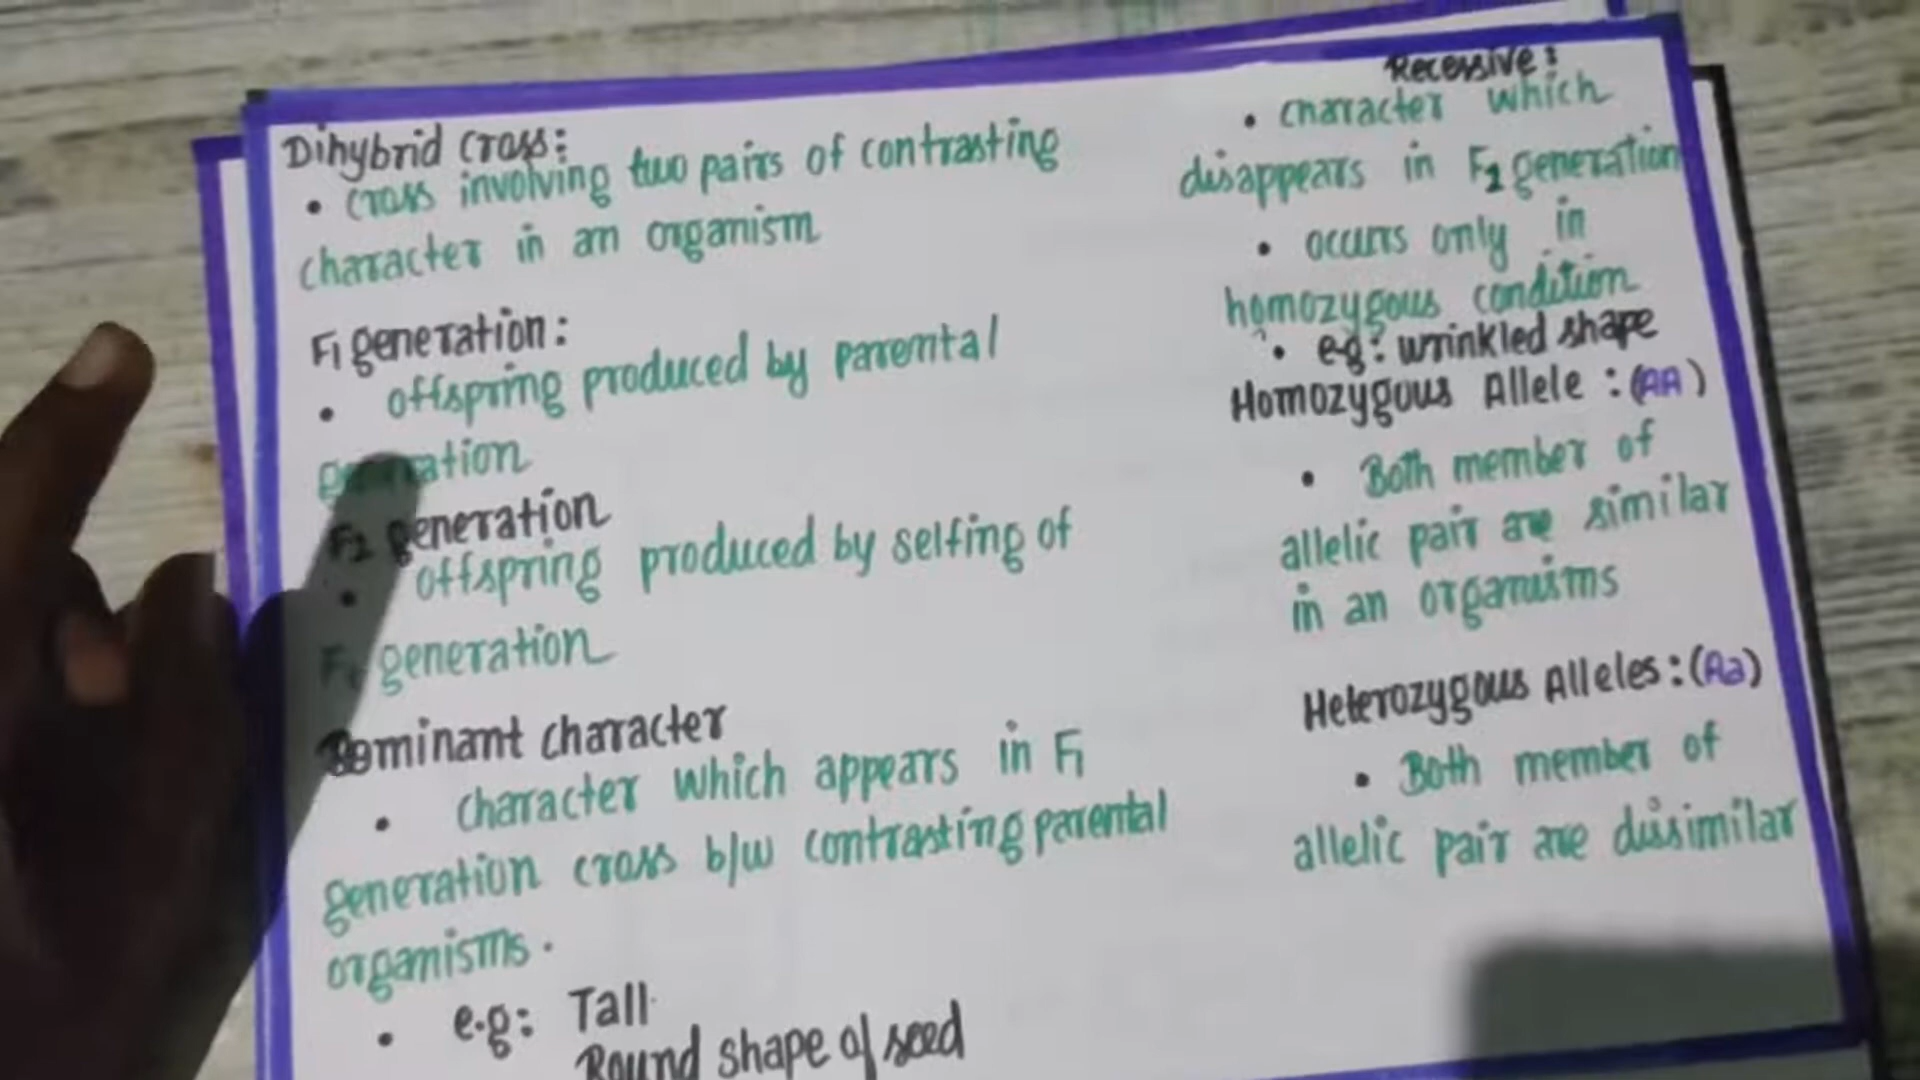 Dihybrid Cross:
• cross involving two pairs of contrasting
character in an organism
F1 generation:
• offspring produced by parental
generation
F2 generation
• offspring produced by selfing of
F1 generation
Dominant character
• character which appears in F1
generation cross b/w contrasting parental
organisms.
• e.g: Tall
Round shape of seed
Recessive:
• character which
disappears in F1 generation
• occurs only in
homozygous condition
• e.g: wrinkled shape
Homozygous Allele : (AA)
• Both member of
allelic pair are similar
in an organisms
Heterozygous Alleles : (Aa)
• Both member of
allelic pair are dissimilar